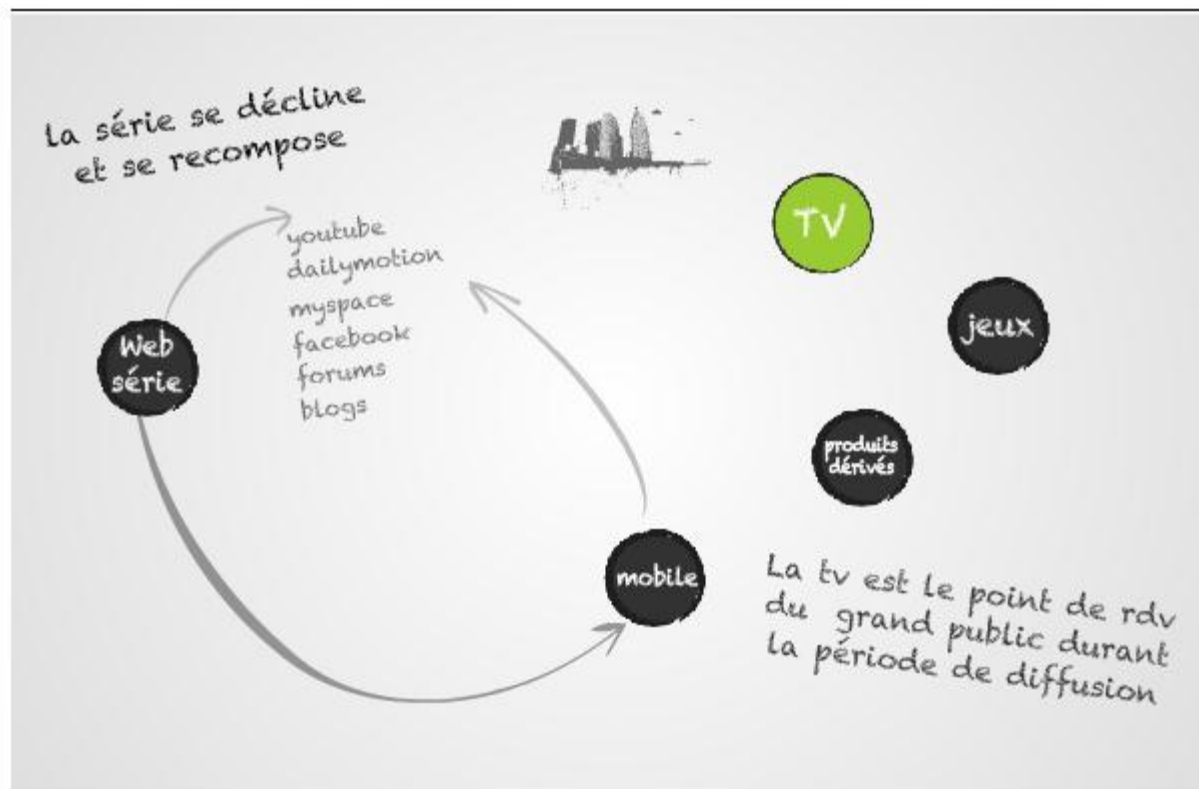 la série se décline
et se recompose
youtube
dailymotion
myspace
facebook
forums
blogs
Web
série
TV
jeux
produits
dérivés
mobile
La tv est le point de rdv
du grand public durant
la période de diffusion